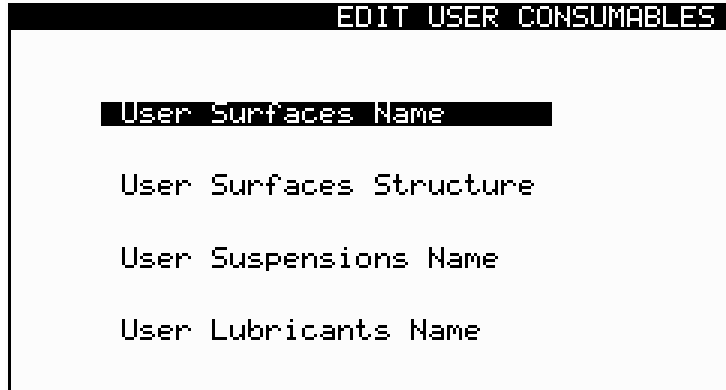 EDIT USER CONSUMABLES
User Surfaces Name
User Surfaces Structure
User Suspensions Name
User Lubricants Name